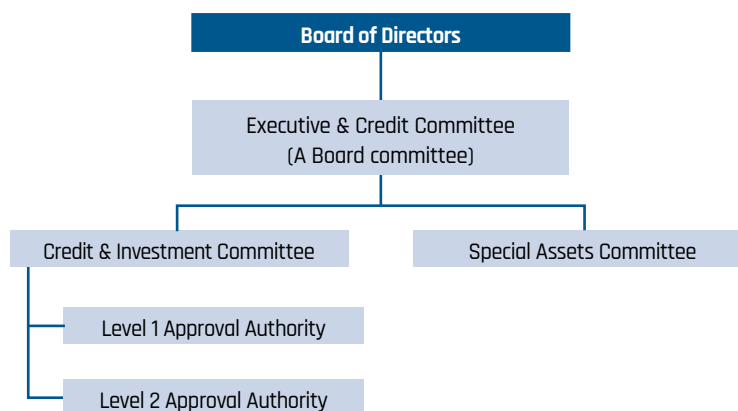 Board of Directors
Executive & Credit Committee
(A Board committee)
Credit & Investment Committee
Special Assets Committee
Level 1 Approval Authority
Level 2 Approval Authority